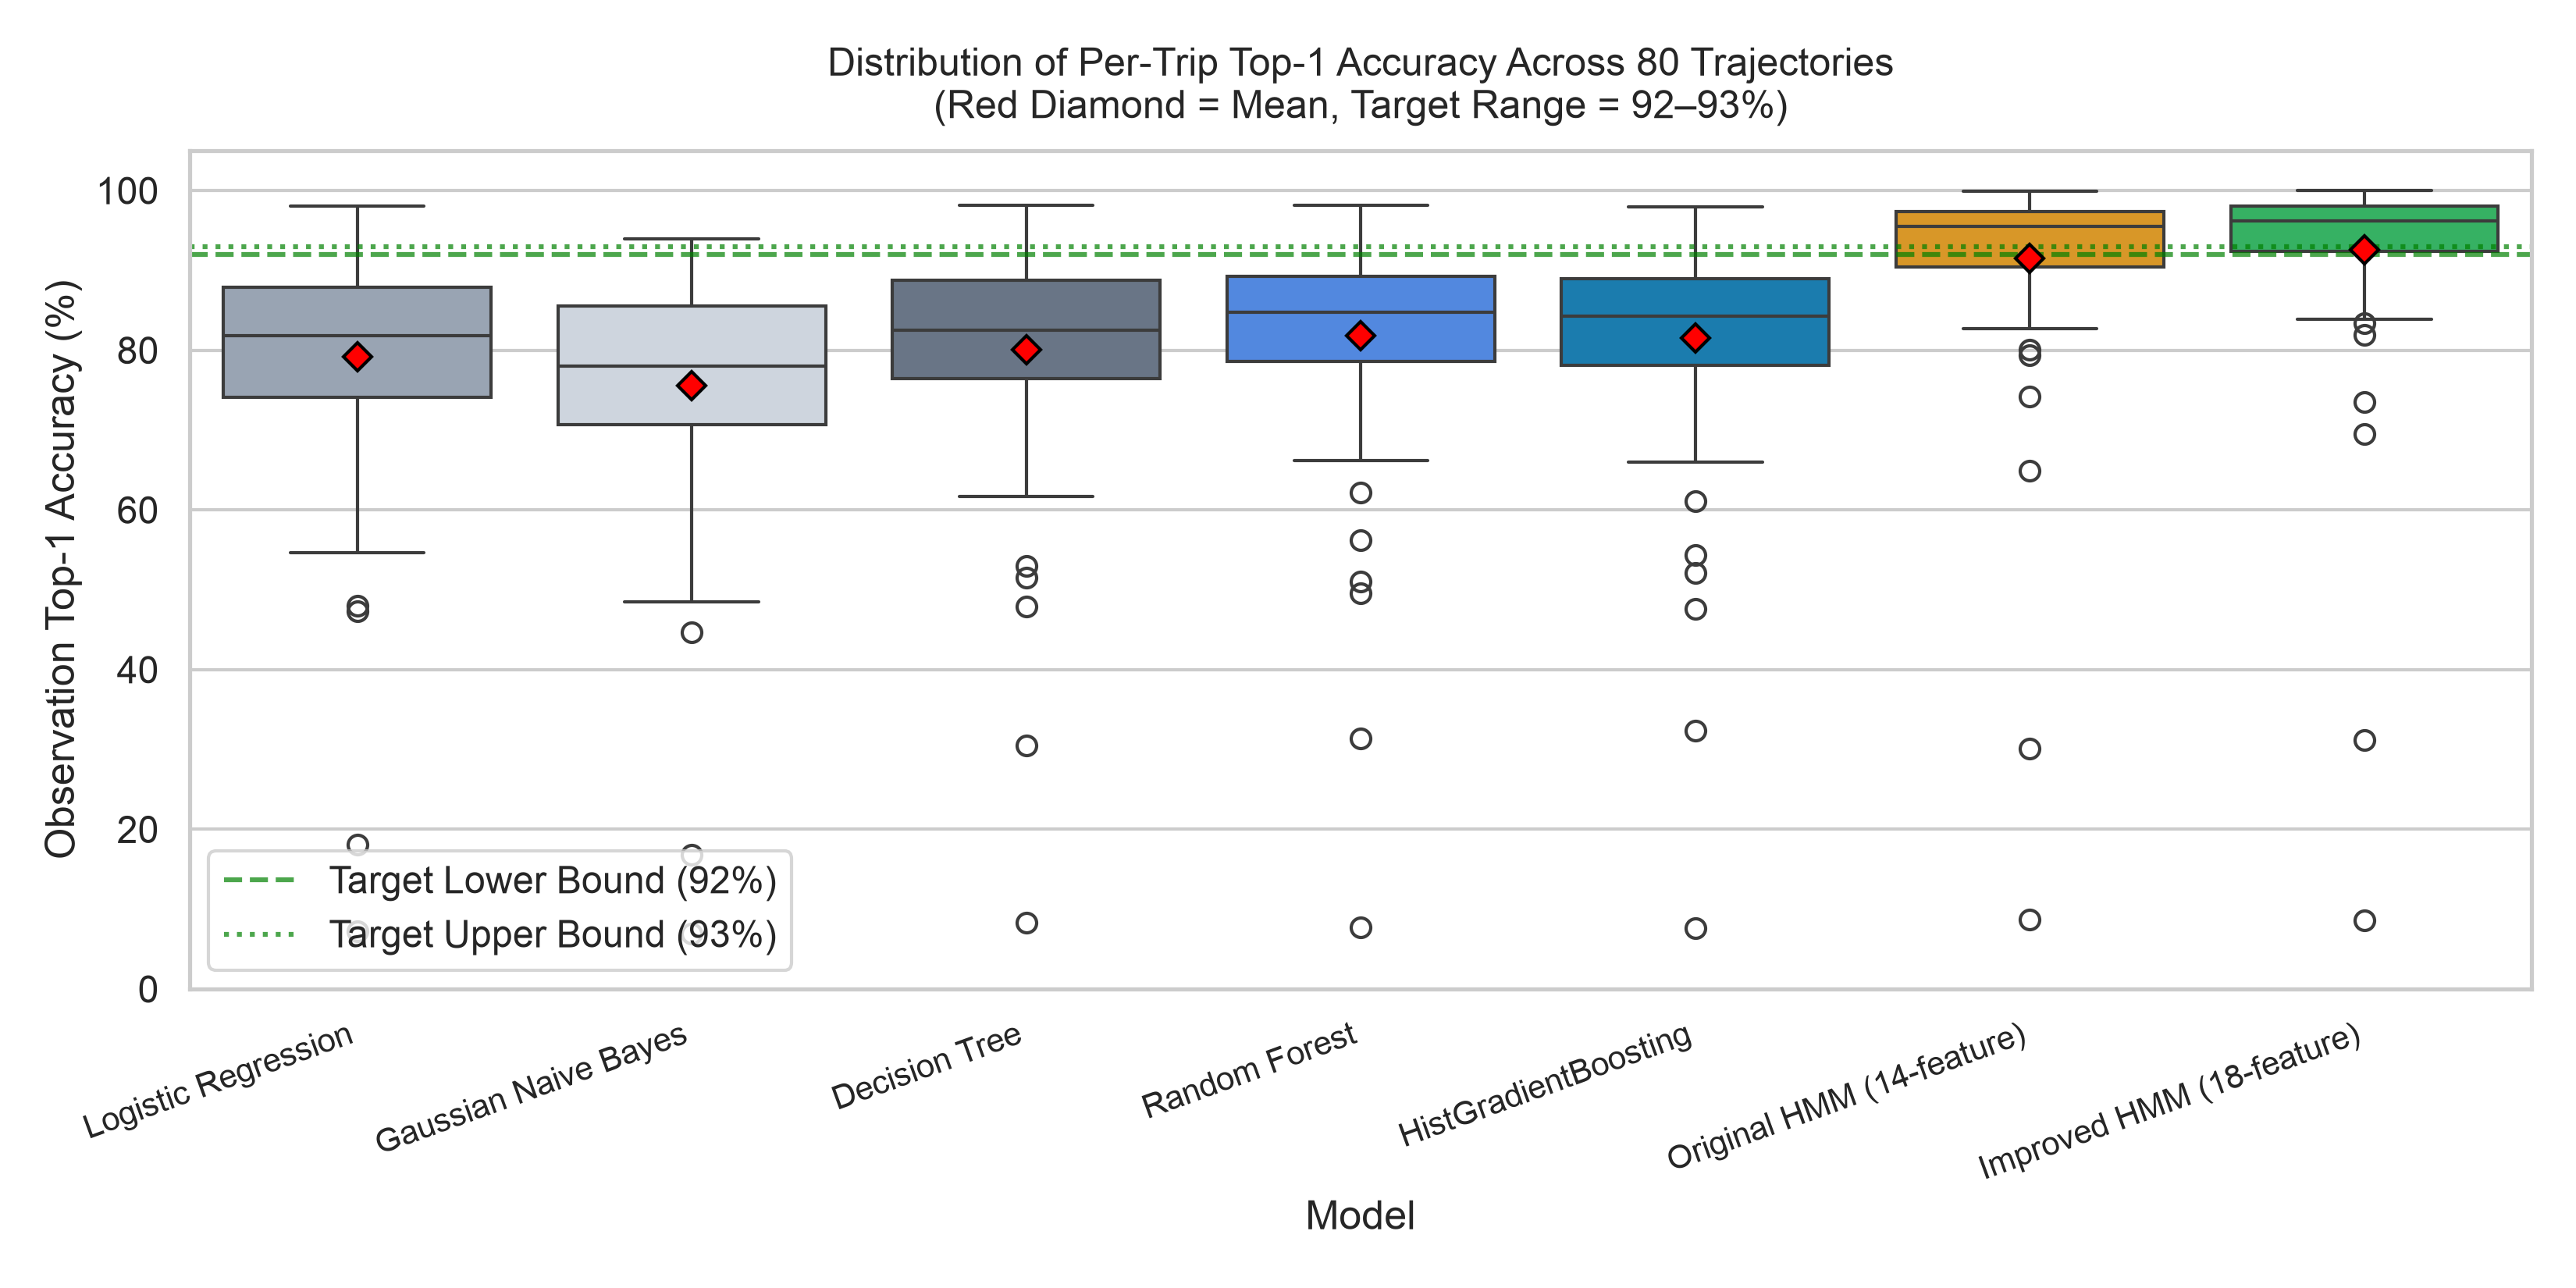 Distribution of Per-Trip Top-1 Accuracy Across 80 Trajectories
(Red Diamond = Mean, Target Range = 92–93%)
Observation Top-1 Accuracy (%)
100
80
60
40
20
0
Target Lower Bound (92%)
Target Upper Bound (93%)
Logistic Regression
Gaussian Naive Bayes
Decision Tree
Random Forest
HistGradientBoosting
Original HMM (14-feature)
Improved HMM (18-feature)
Model